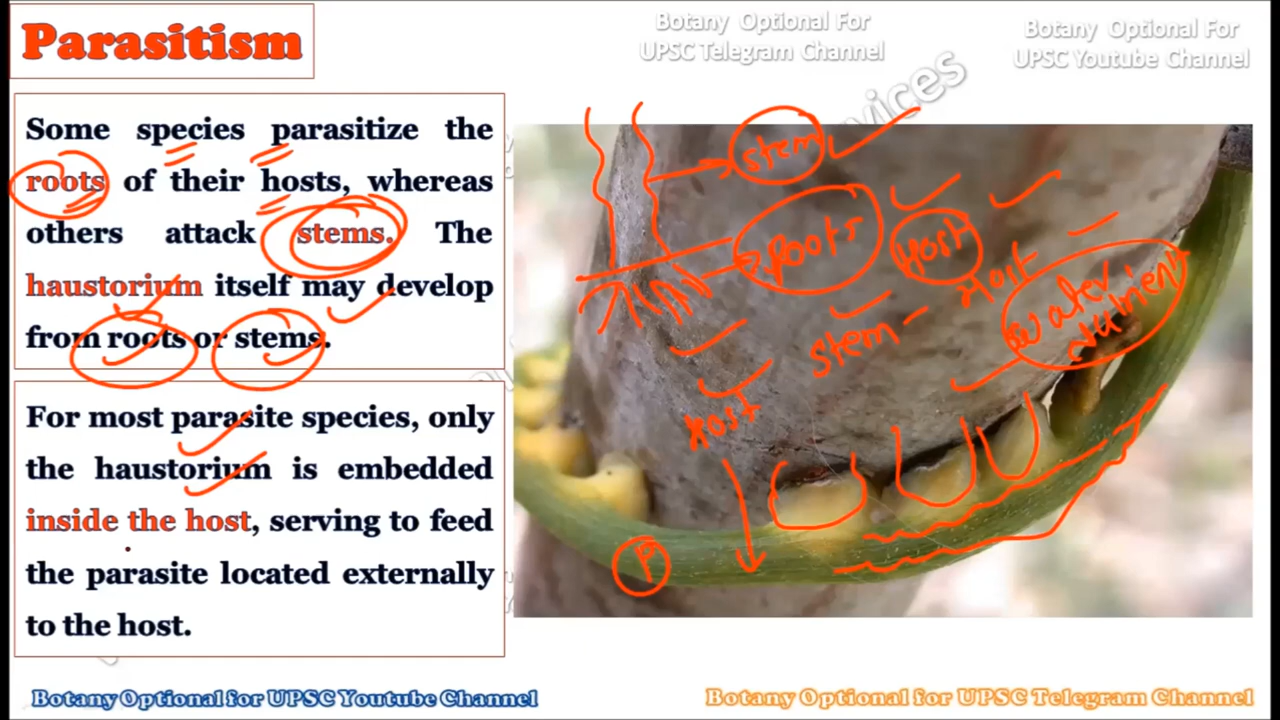 Parasitism
Botany Optional For
UPSC Telegram Channel
Botany Optional For
UPSC Youtube Channel
Some species parasitize the
roots of their hosts, whereas
others attack stems. The
haustorium itself may develop
from roots or stems.
For most parasite species, only
the haustorium is embedded
inside the host, serving to feed
the parasite located externally
to the host.
vices
stem
Roots
Host
Host
water
Nutrient
stem
Host
P
Botany Optional for UPSC Youtube Channel
Botany Optional for UPSC Telegram Channel